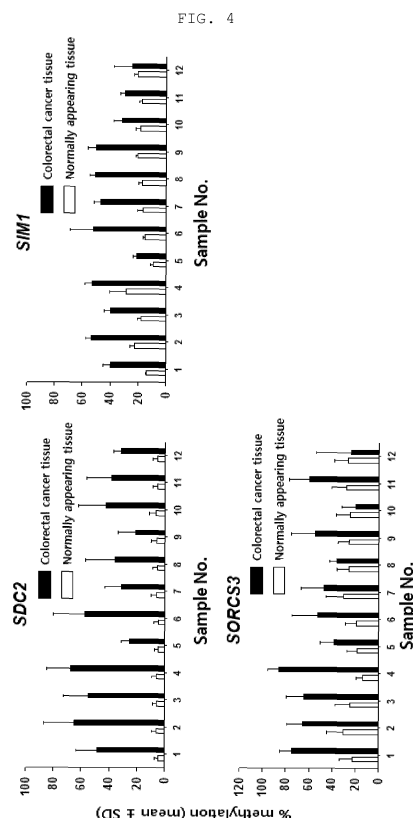 FIG. 4
SDC2
Colorectal cancer tissue
Normally appearing tissue
100
80
60
40
20
0
1 2 3 4 5 6 7 8 9 10 11 12
Sample No.
SIM1
Colorectal cancer tissue
Normally appearing tissue
100
80
60
40
20
0
1 2 3 4 5 6 7 8 9 10 11 12
Sample No.
% methylation (mean ± SD)
SORCS3
Colorectal cancer tissue
Normally appearing tissue
120
100
80
60
40
20
0
1 2 3 4 5 6 7 8 9 10 11 12
Sample No.